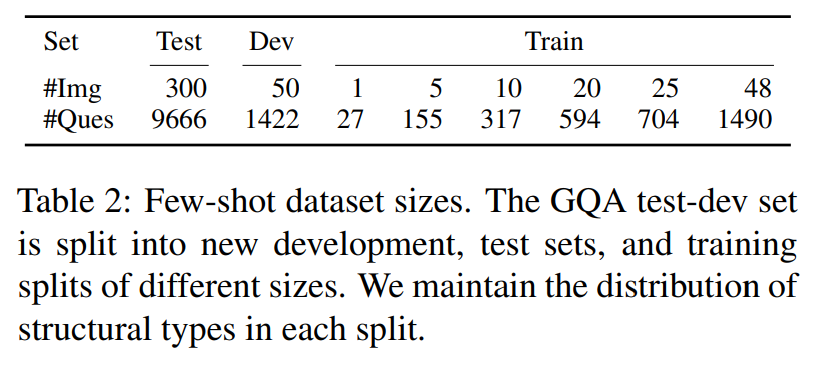 Set Test Dev Train
#Img 300 50 1 5 10 20 25 48
#Ques 9666 1422 27 155 317 594 704 1490
Table 2: Few-shot dataset sizes. The GQA test-dev set
is split into new development, test sets, and training
splits of different sizes. We maintain the distribution of
structural types in each split.